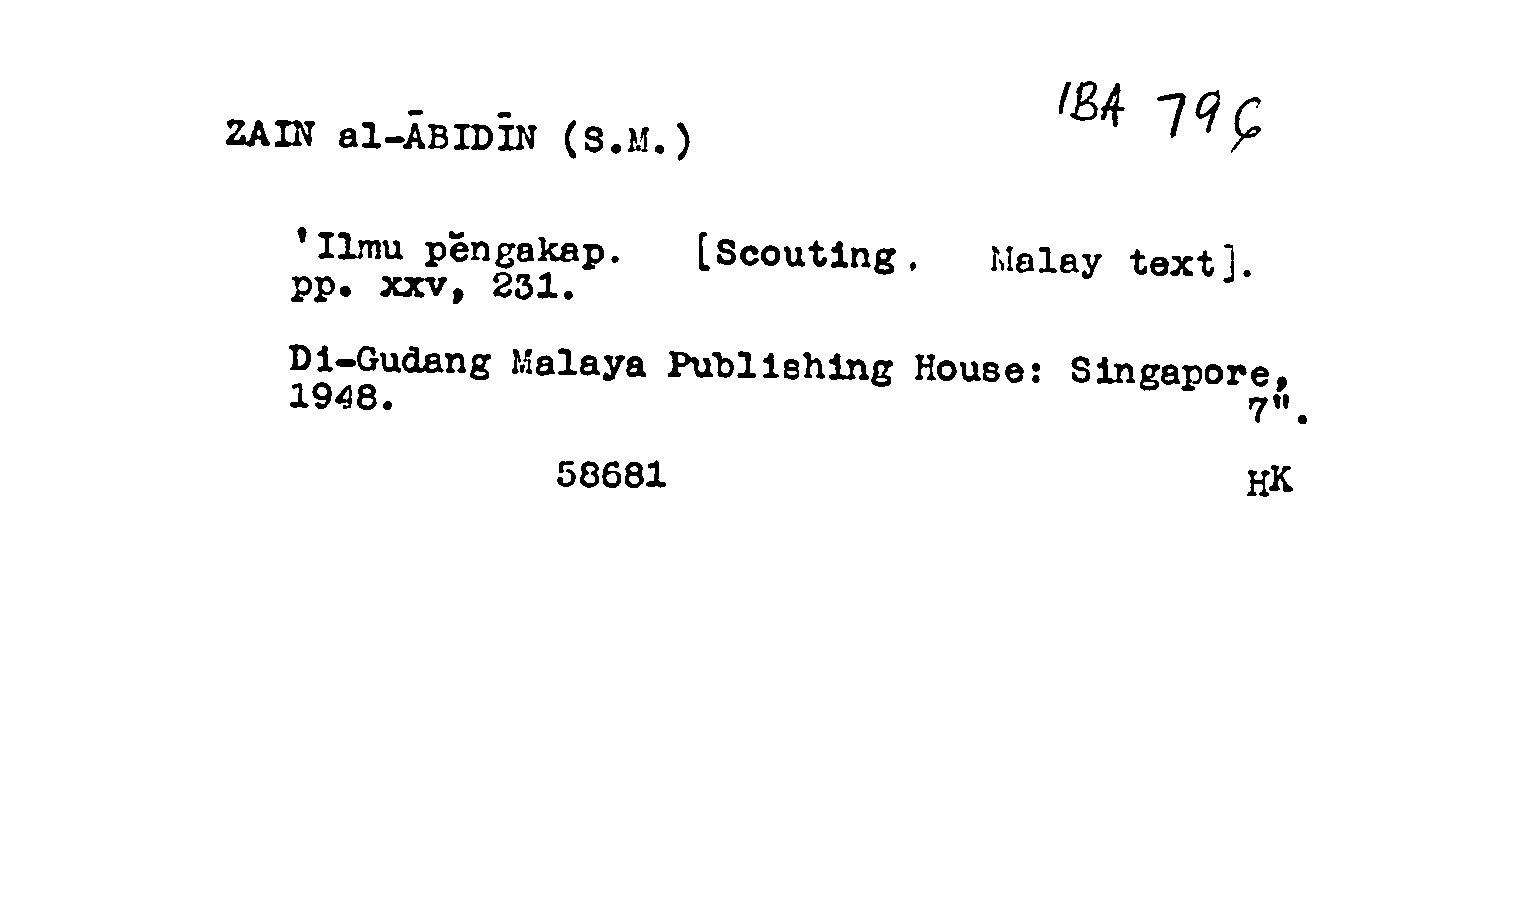 IBA 796
ZAIN al-ĀBIDĪN (S.M.)
'Ilmu pĕngakap. [Scouting. Malay text].
pp. xxv, 231.
Di-Gudang Malaya Publishing House: Singapore,
1948. 7".
58681 HK